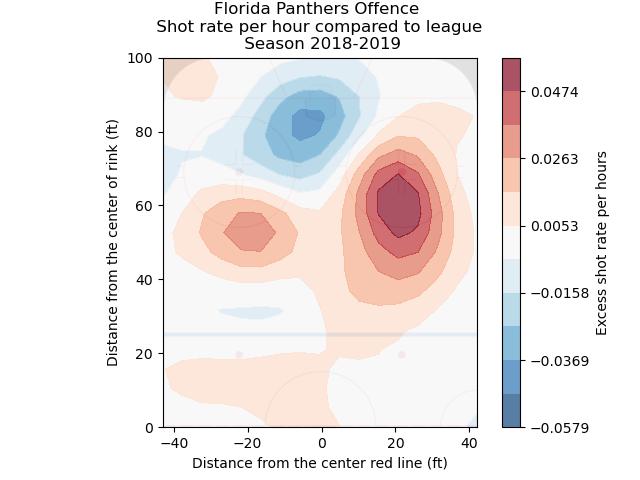 Florida Panthers Offence
Shot rate per hour compared to league
Season 2018-2019
100
80
60
40
20
0
Distance from the center of rink (ft)
−40
−20
0
20
40
Distance from the center red line (ft)
0.0474
0.0263
0.0053
−0.0158
−0.0369
−0.0579
Excess shot rate per hours